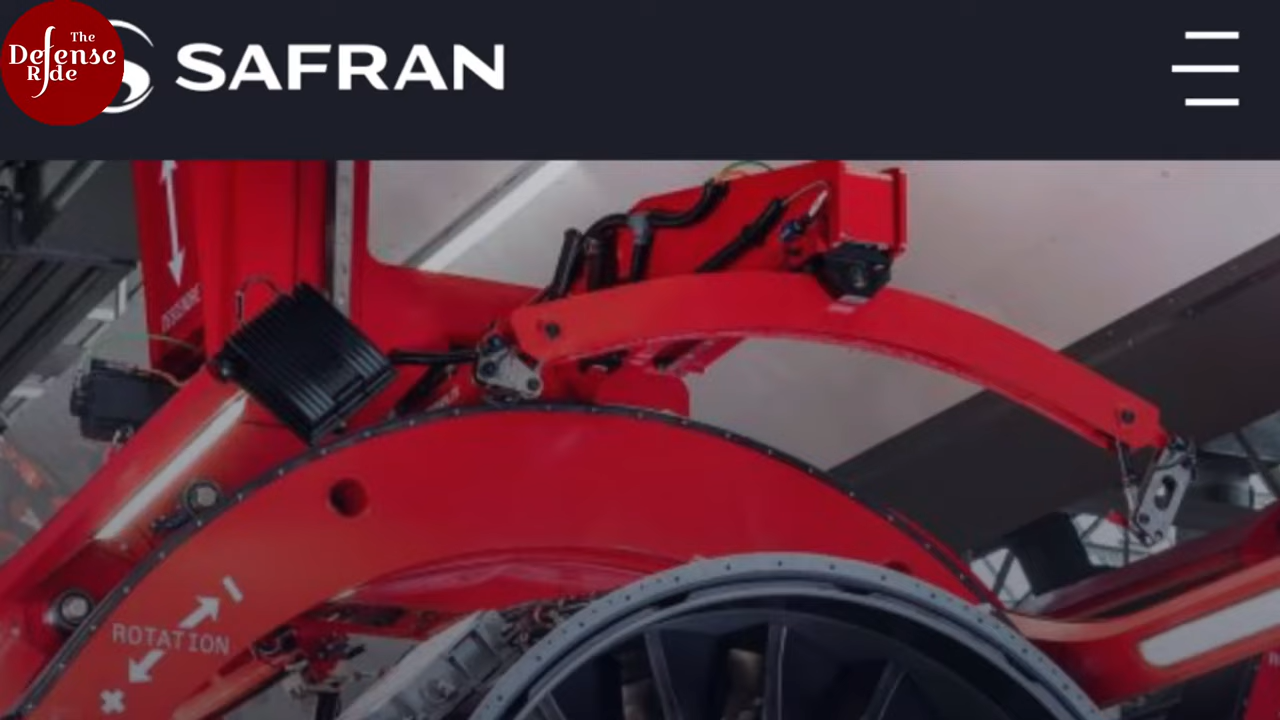 The
Defense
Ride
SAFRAN
ROTATION